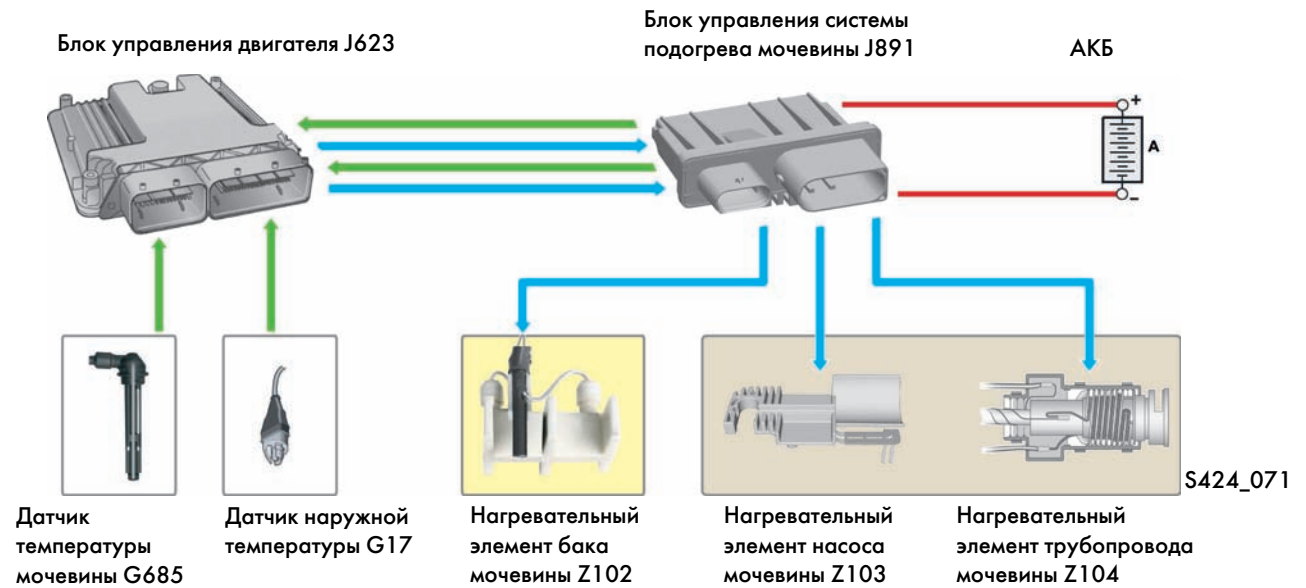 Блок управления двигателя J623
Блок управления системы
подогрева мочевины J891
АКБ
+
A
-
S424_071
Датчик
температуры
мочевины G685
Датчик наружной
температуры G17
Нагревательный
элемент бака
мочевины Z102
Нагревательный
элемент насоса
мочевины Z103
Нагревательный
элемент трубопровода
мочевины Z104